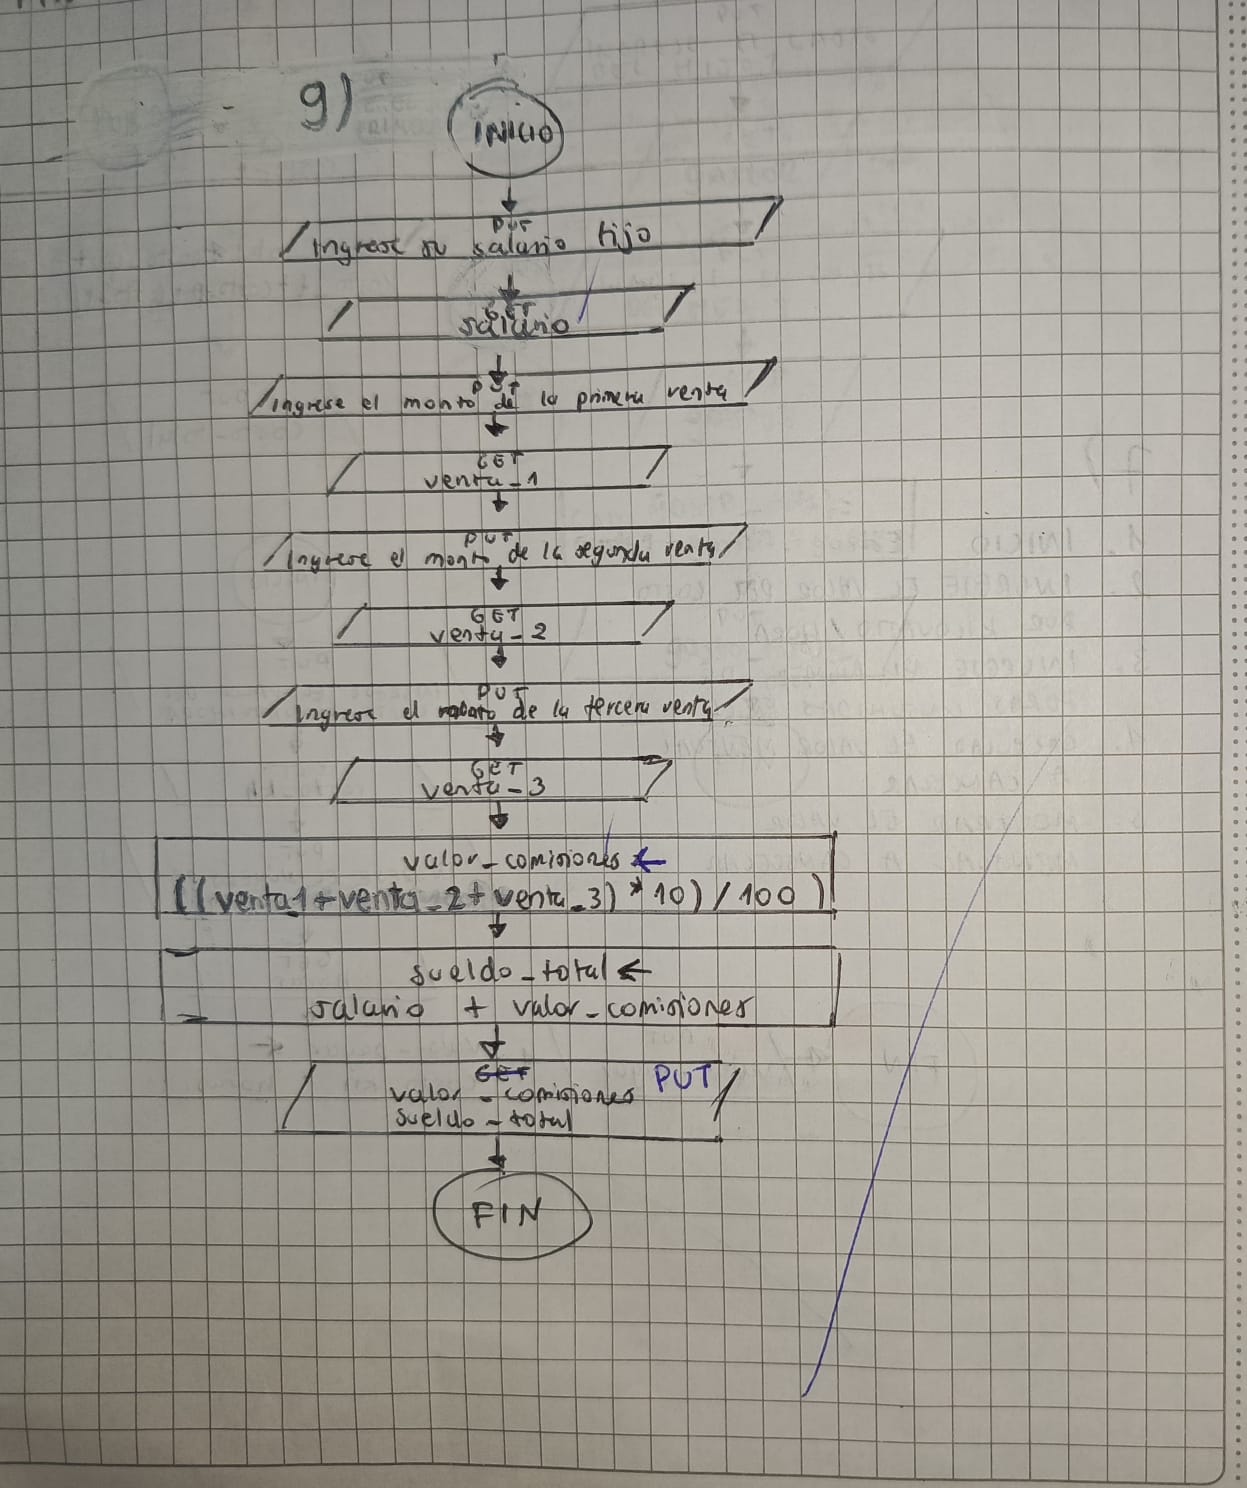 9)
INICIO
PUT
Ingrese su salario fijo
GET
salario
PUT
Ingrese el monto de la primera venta
GET
venta_1
PUT
Ingrese el monto de la segunda venta
GET
venta_2
PUT
Ingrese el monto de la tercera venta
GET
venta_3
valor_comisiones ←
((venta_1+venta_2+venta_3)*10)/100)
sueldo_total ←
salario + valor_comisiones
GET PUT
valor_comisiones
sueldo_total
FIN